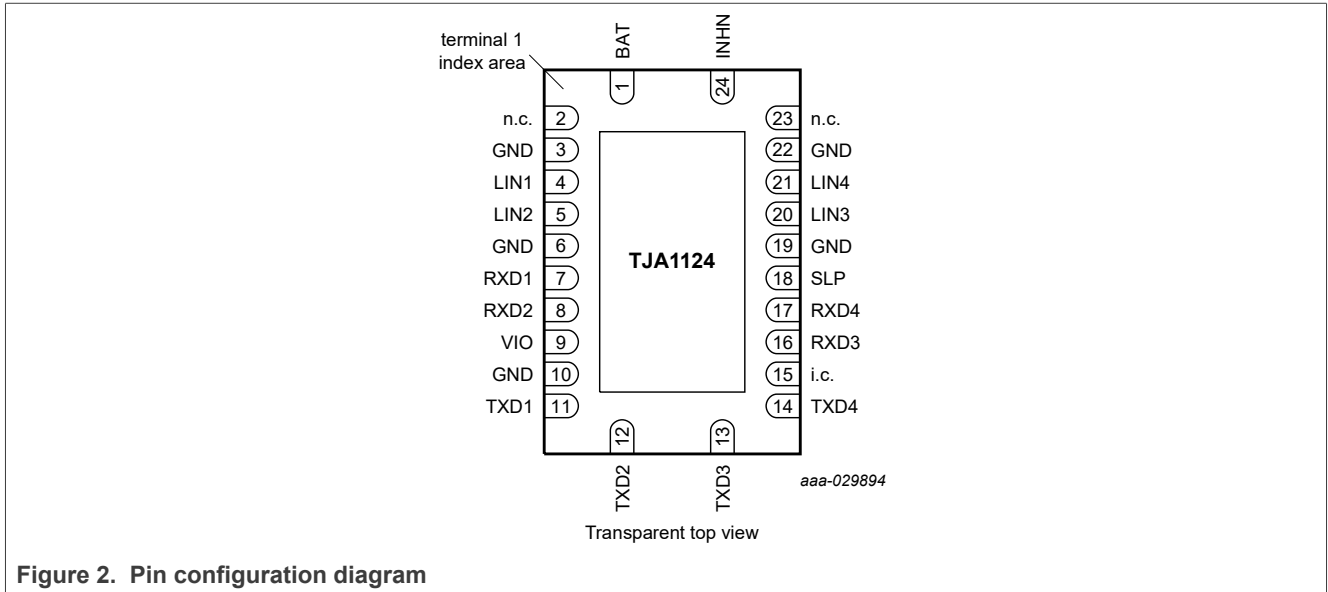 terminal 1
index area
BAT
INHN
1
24
n.c. 2
23 n.c.
GND 3
22 GND
LIN1 4
21 LIN4
LIN2 5
20 LIN3
GND 6
19 GND
TJA1124
RXD1 7
18 SLP
RXD2 8
17 RXD4
VIO 9
16 RXD3
GND 10
15 i.c.
TXD1 11
14 TXD4
12
13
TXD2
TXD3
aaa-029894
Transparent top view
Figure 2. Pin configuration diagram